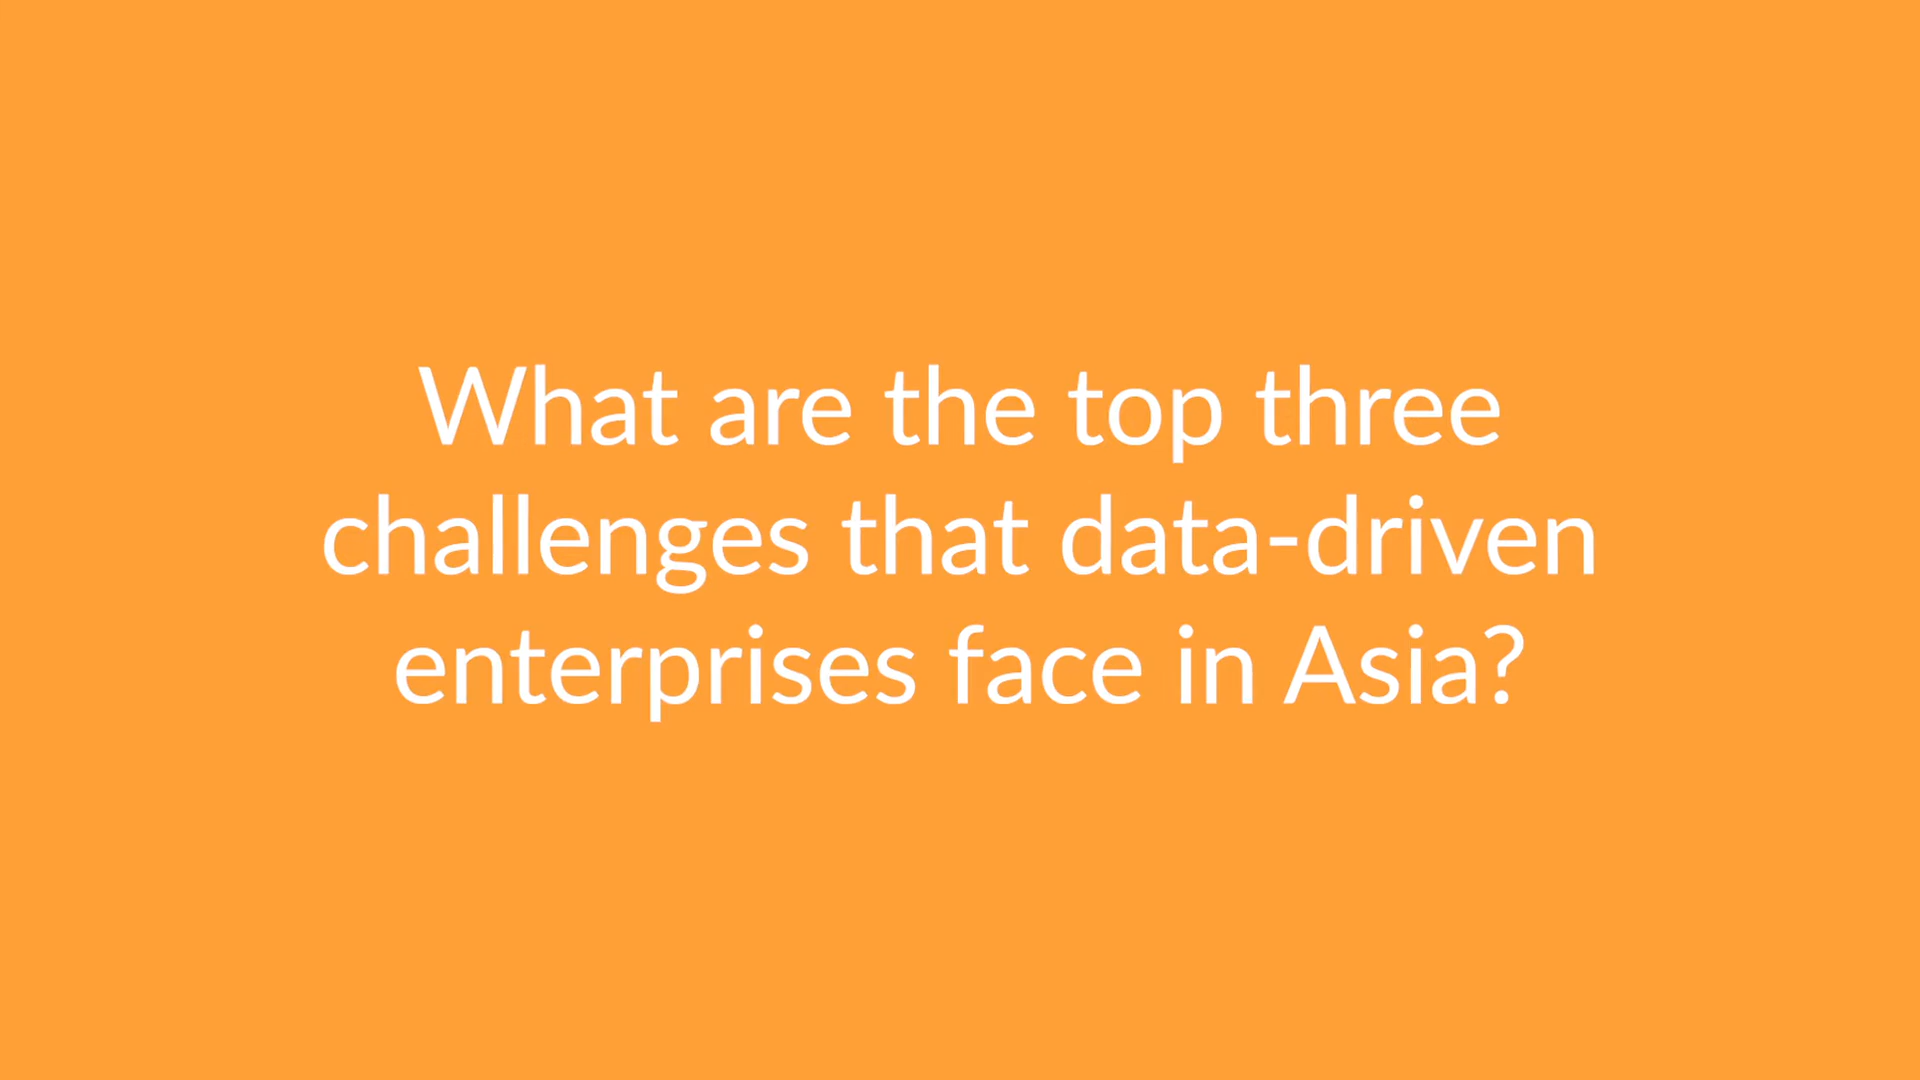 What are the top three
challenges that data-driven
enterprises face in Asia?